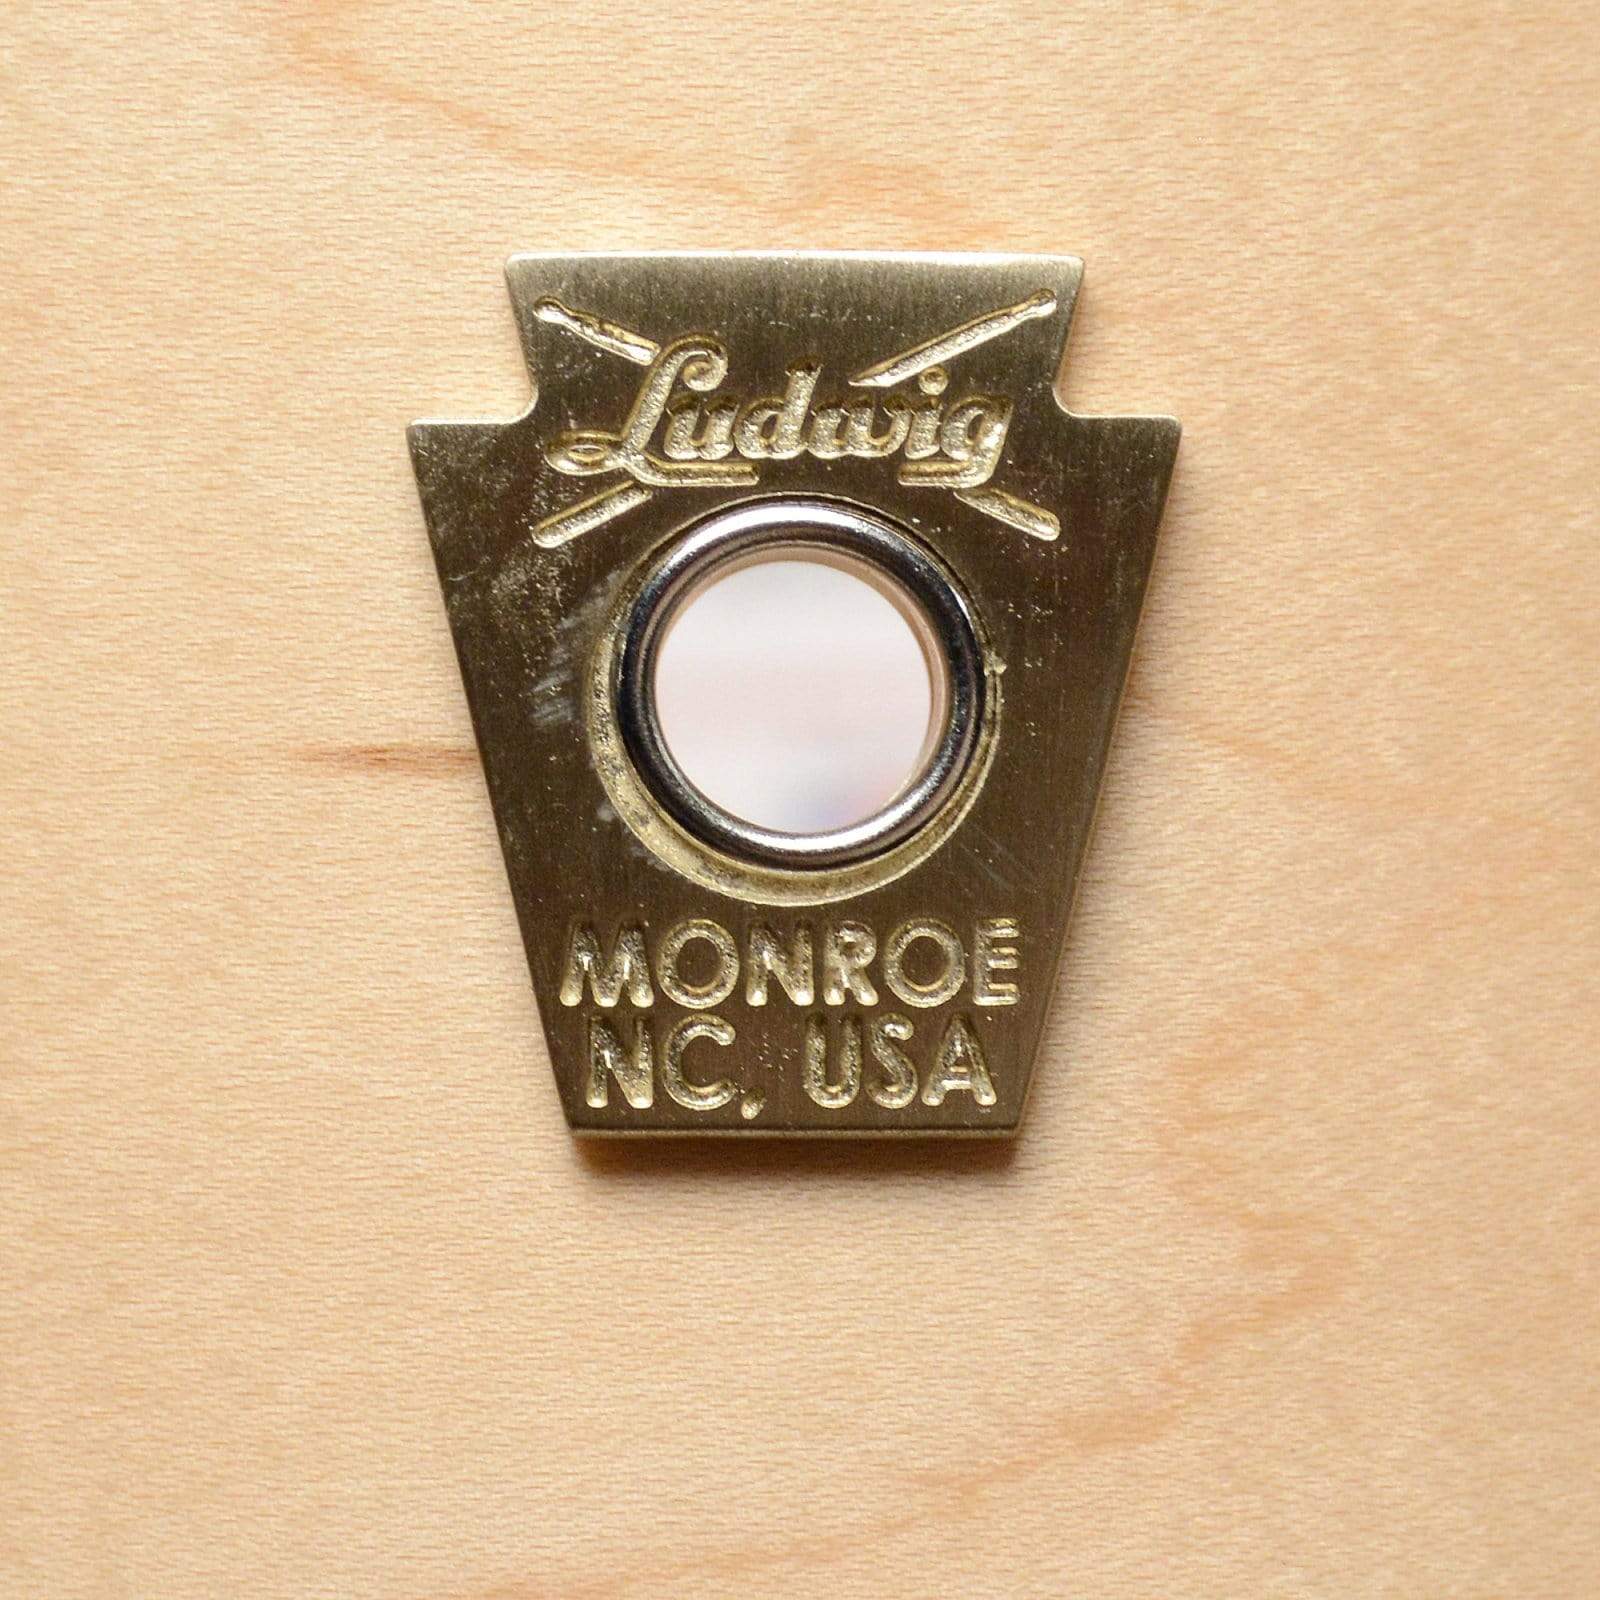 Ludwig
MONROE
NC, USA